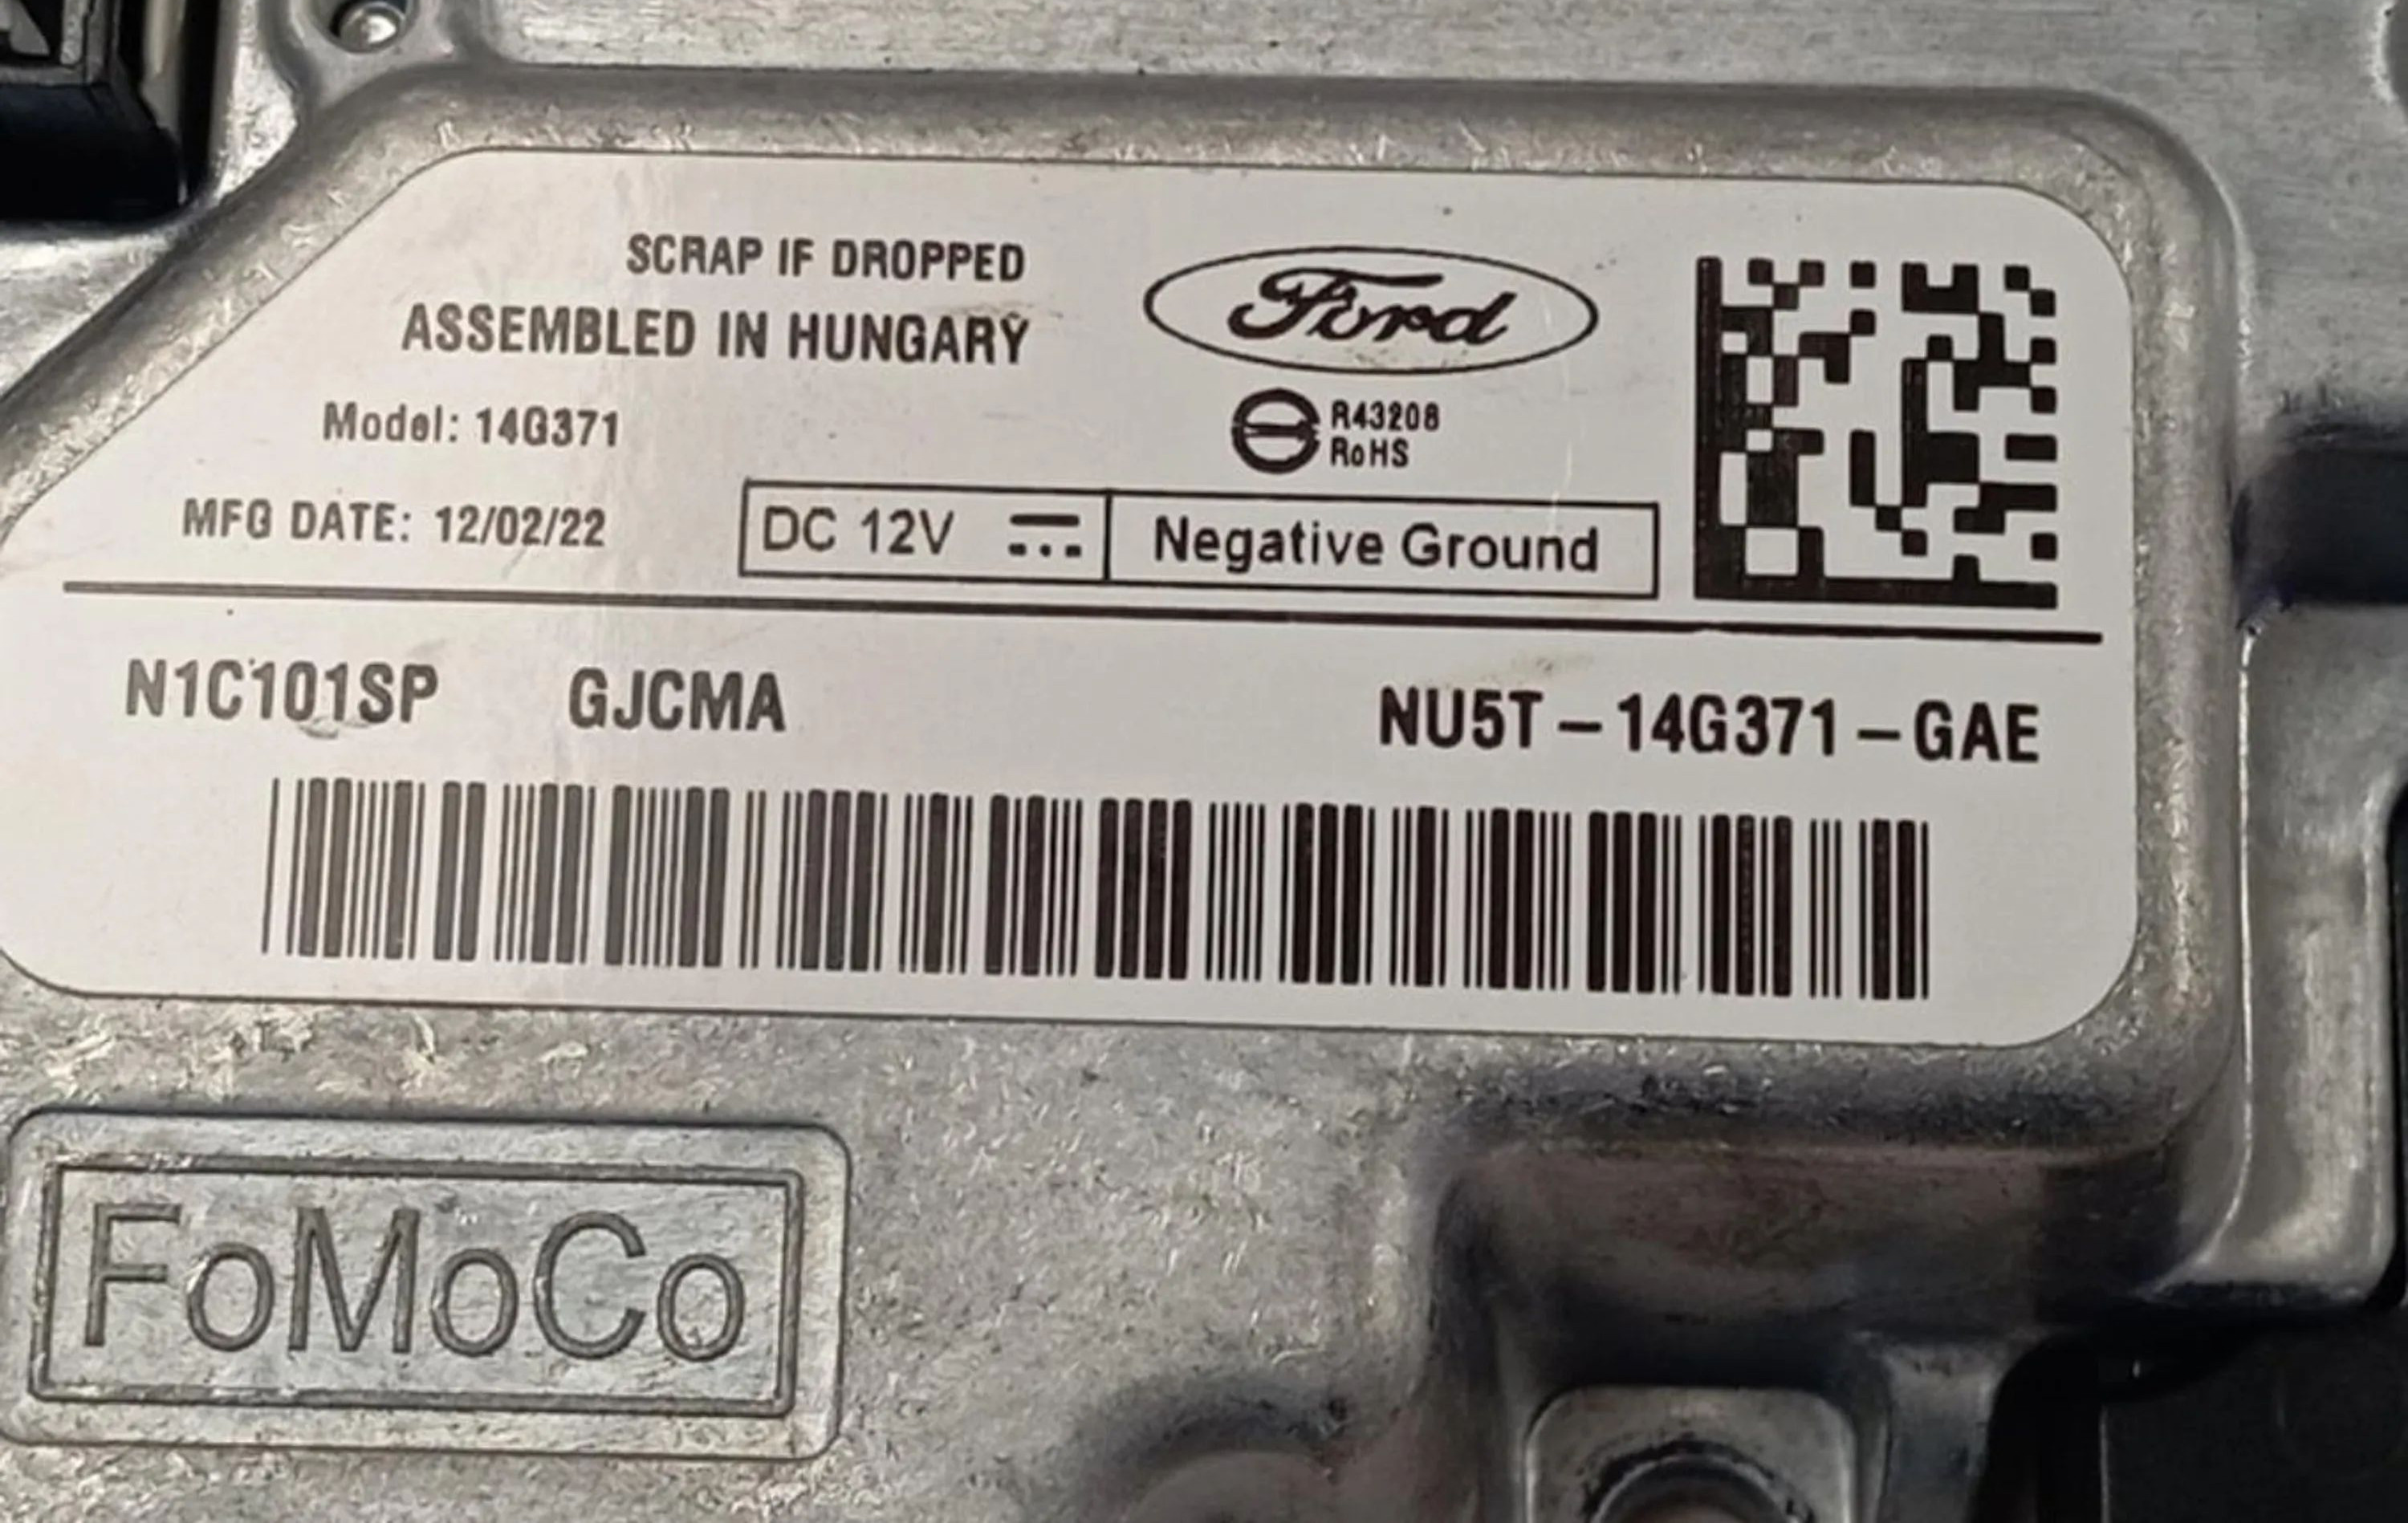 SCRAP IF DROPPED
ASSEMBLED IN HUNGARY
Ford
Model: 14G371
R43208
RoHS
MFG DATE: 12/02/22
DC 12V
Negative Ground
N1C101SP GJCMA NU5T-14G371-GAE
FoMoCo